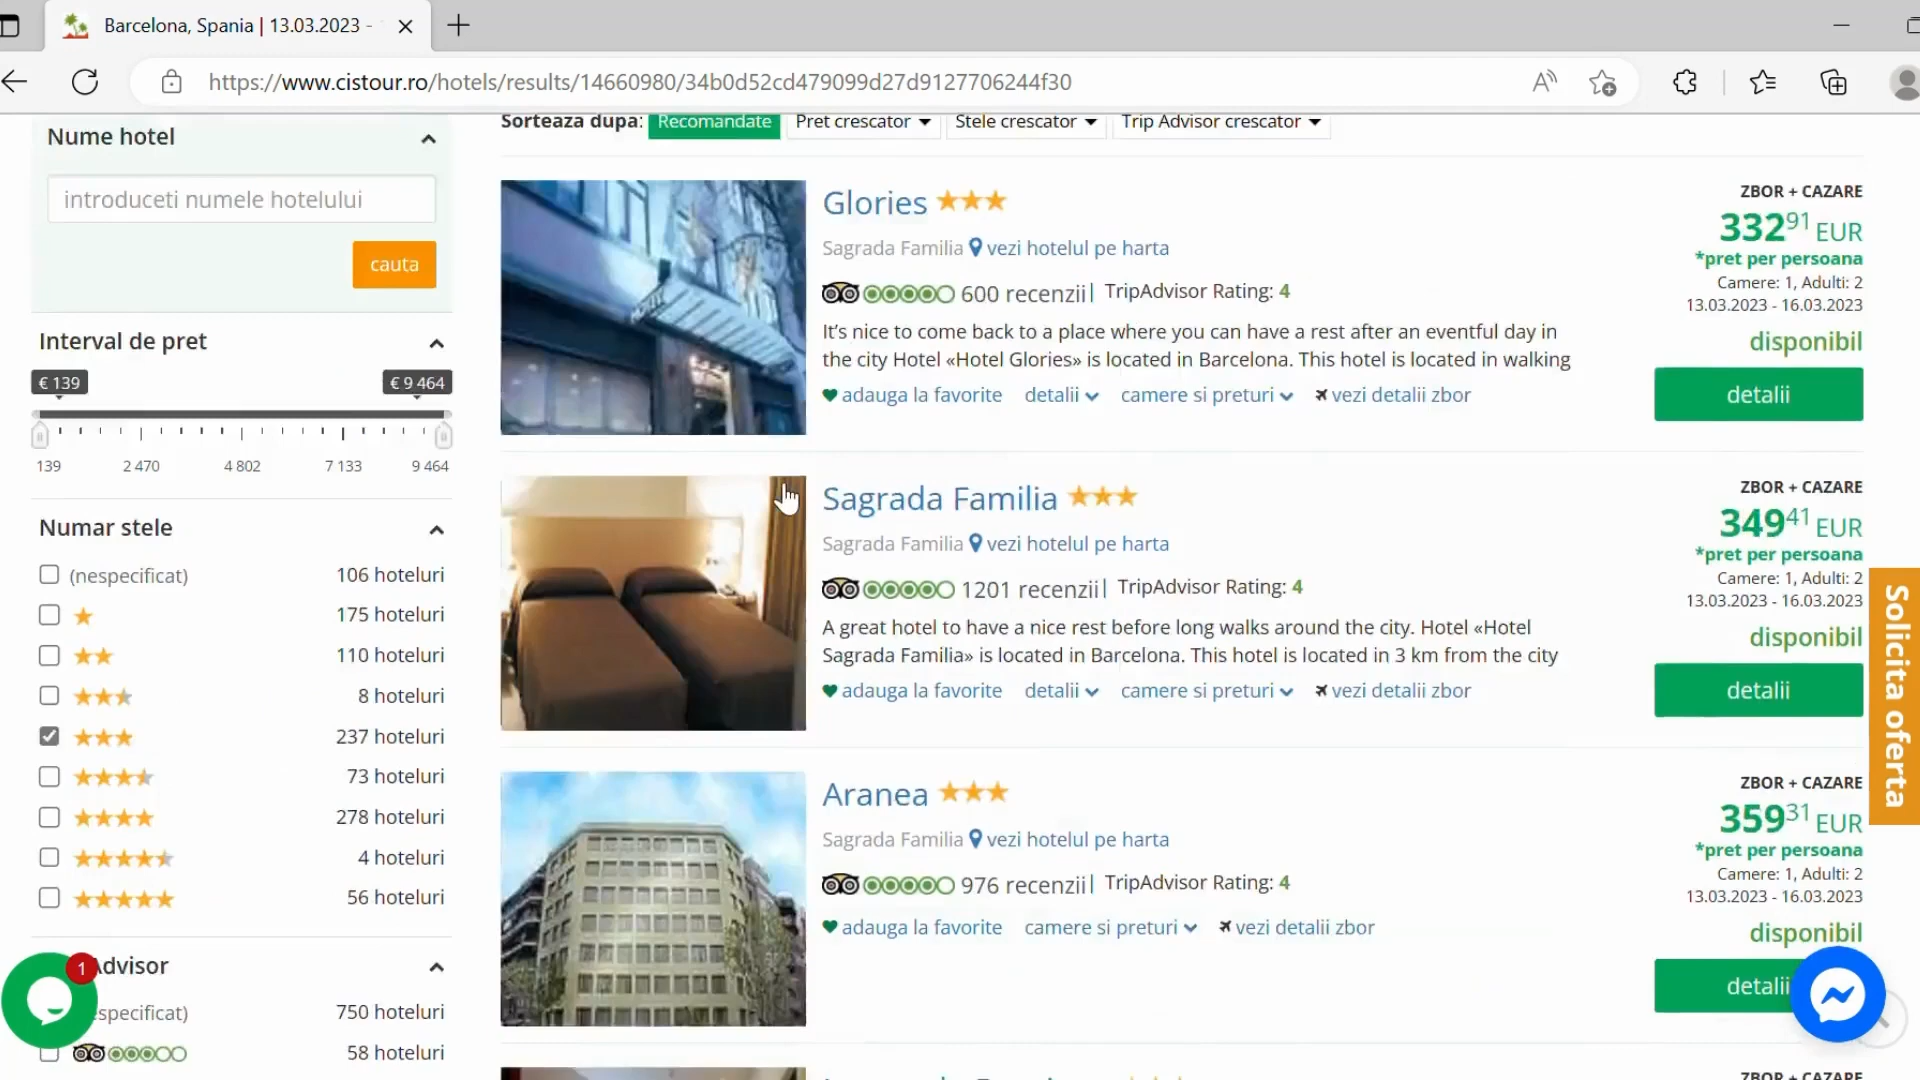 Barcelona, Spania | 13.03.2023 -
https://www.cistour.ro/hotels/results/14660980/34b0d52cd479099d27d9127706244f30
Nume hotel
introduceti numele hotelului
cauta
Interval de pret
€ 139
€ 9 464
139
2 470
4 802
7 133
9 464
Numar stele
(nespecificat) 106 hoteluri
175 hoteluri
110 hoteluri
8 hoteluri
237 hoteluri
73 hoteluri
278 hoteluri
4 hoteluri
56 hoteluri
Advisor
specificat) 750 hoteluri
58 hoteluri
1
Sorteaza dupa: Recomandate Pret crescator Stele crescator Trip Advisor crescator
Glories
Sagrada Familia vezi hotelul pe harta
600 recenzii| TripAdvisor Rating: 4
It's nice to come back to a place where you can have a rest after an eventful day in
the city Hotel «Hotel Glories» is located in Barcelona. This hotel is located in walking
adauga la favorite detalii camere si preturi vezi detalii zbor
ZBOR + CAZARE
332 91 EUR
*pret per persoana
Camere: 1, Adulti: 2
13.03.2023 - 16.03.2023
disponibil
detalii
Sagrada Familia
Sagrada Familia vezi hotelul pe harta
1201 recenzii| TripAdvisor Rating: 4
A great hotel to have a nice rest before long walks around the city. Hotel «Hotel
Sagrada Familia» is located in Barcelona. This hotel is located in 3 km from the city
adauga la favorite detalii camere si preturi vezi detalii zbor
ZBOR + CAZARE
349 41 EUR
*pret per persoana
Camere: 1, Adulti: 2
13.03.2023 - 16.03.2023
disponibil
detalii
Aranea
Sagrada Familia vezi hotelul pe harta
976 recenzii| TripAdvisor Rating: 4
adauga la favorite camere si preturi vezi detalii zbor
ZBOR + CAZARE
359 31 EUR
*pret per persoana
Camere: 1, Adulti: 2
13.03.2023 - 16.03.2023
disponibil
detalii
ZBOR + CAZARE
Solicita oferta